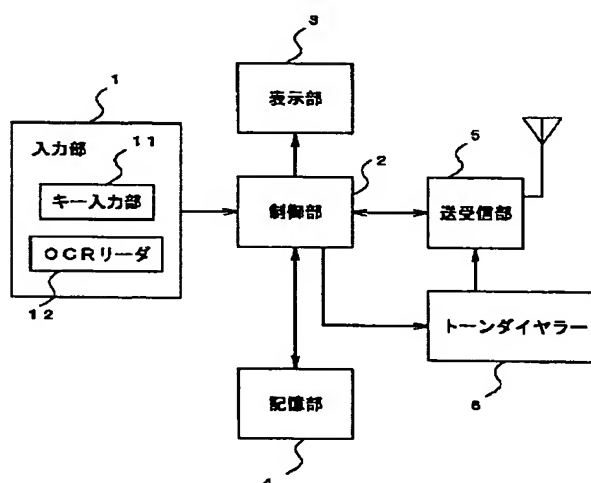 3
表示部
1
入力部
11
キー入力部
OCRリーダ
12
2
制御部
5
送受信部
トーンダイヤラー
6
記憶部
4